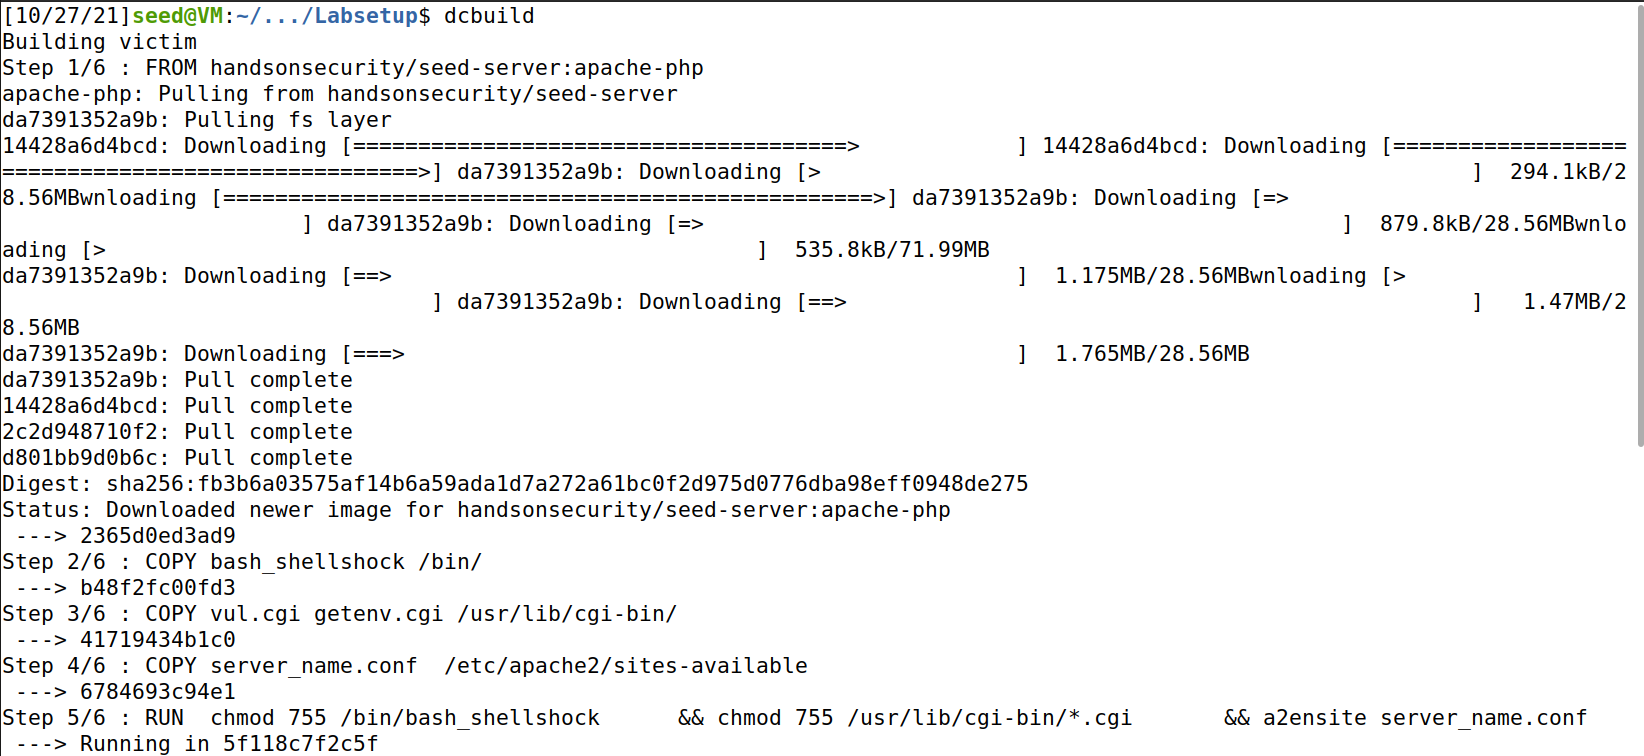 [10/27/21]seed@VM:~/.../Labsetup$ dcbuild
Building victim
Step 1/6 : FROM handsonsecurity/seed-server:apache-php
apache-php: Pulling from handsonsecurity/seed-server
da7391352a9b: Pulling fs layer
14428a6d4bcd: Downloading [======================================>            ] 14428a6d4bcd: Downloading [==================
================================>] da7391352a9b: Downloading [>                                                  ]  294.1kB/2
8.56MBwnloading [==================================================>] da7391352a9b: Downloading [=>
                       ] da7391352a9b: Downloading [=>                                                 ]  879.8kB/28.56MBwnlo
ading [>                                                  ]  535.8kB/71.99MB
da7391352a9b: Downloading [==>                                                ]  1.175MB/28.56MBwnloading [>
                                 ] da7391352a9b: Downloading [==>                                                ]   1.47MB/2
8.56MB
da7391352a9b: Downloading [===>                                               ]  1.765MB/28.56MB
da7391352a9b: Pull complete
14428a6d4bcd: Pull complete
2c2d948710f2: Pull complete
d801bb9d0b6c: Pull complete
Digest: sha256:fb3b6a03575af14b6a59ada1d7a272a61bc0f2d975d0776dba98eff0948de275
Status: Downloaded newer image for handsonsecurity/seed-server:apache-php
 ---> 2365d0ed3ad9
Step 2/6 : COPY bash_shellshock /bin/
 ---> b48f2fc00fd3
Step 3/6 : COPY vul.cgi getenv.cgi /usr/lib/cgi-bin/
 ---> 41719434b1c0
Step 4/6 : COPY server_name.conf  /etc/apache2/sites-available
 ---> 6784693c94e1
Step 5/6 : RUN  chmod 755 /bin/bash_shellshock      && chmod 755 /usr/lib/cgi-bin/*.cgi       && a2ensite server_name.conf
 ---> Running in 5f118c7f2c5f